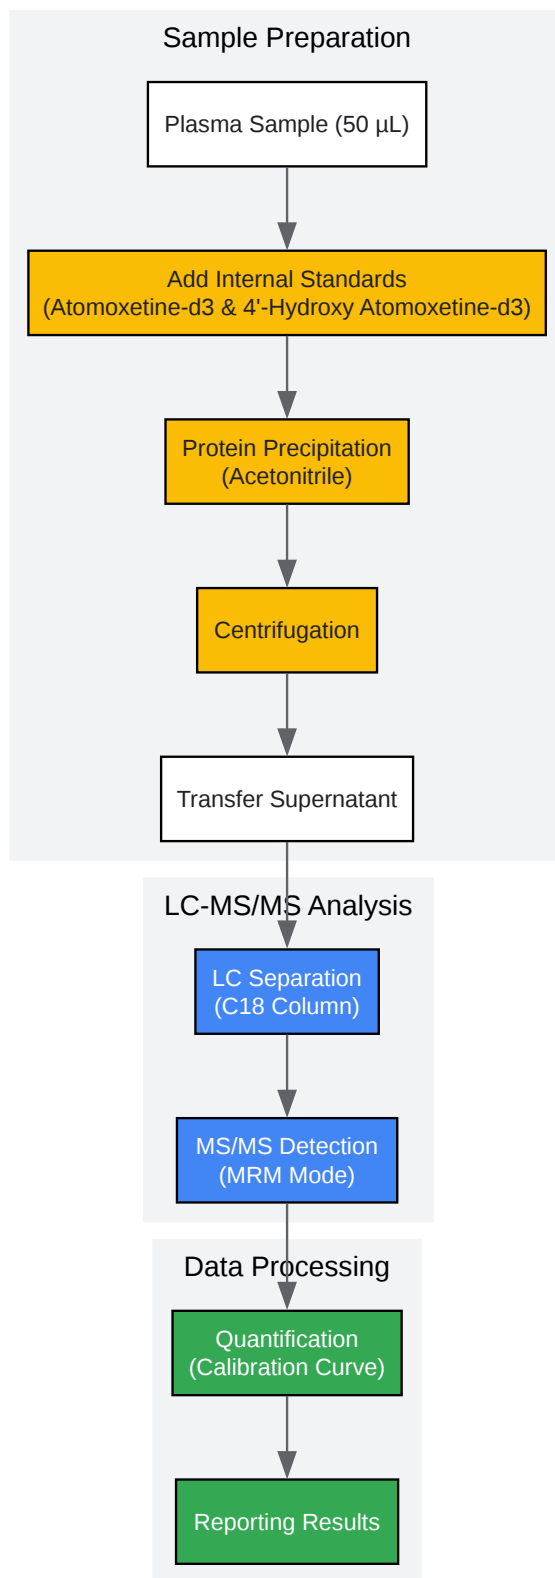 Sample Preparation
Plasma Sample (50 µL)
Add Internal Standards
(Atomoxetine-d3 & 4'-Hydroxy Atomoxetine-d3)
Protein Precipitation
(Acetonitrile)
Centrifugation
Transfer Supernatant
LC-MS/MS Analysis
LC Separation
(C18 Column)
MS/MS Detection
(MRM Mode)
Data Processing
Quantification
(Calibration Curve)
Reporting Results